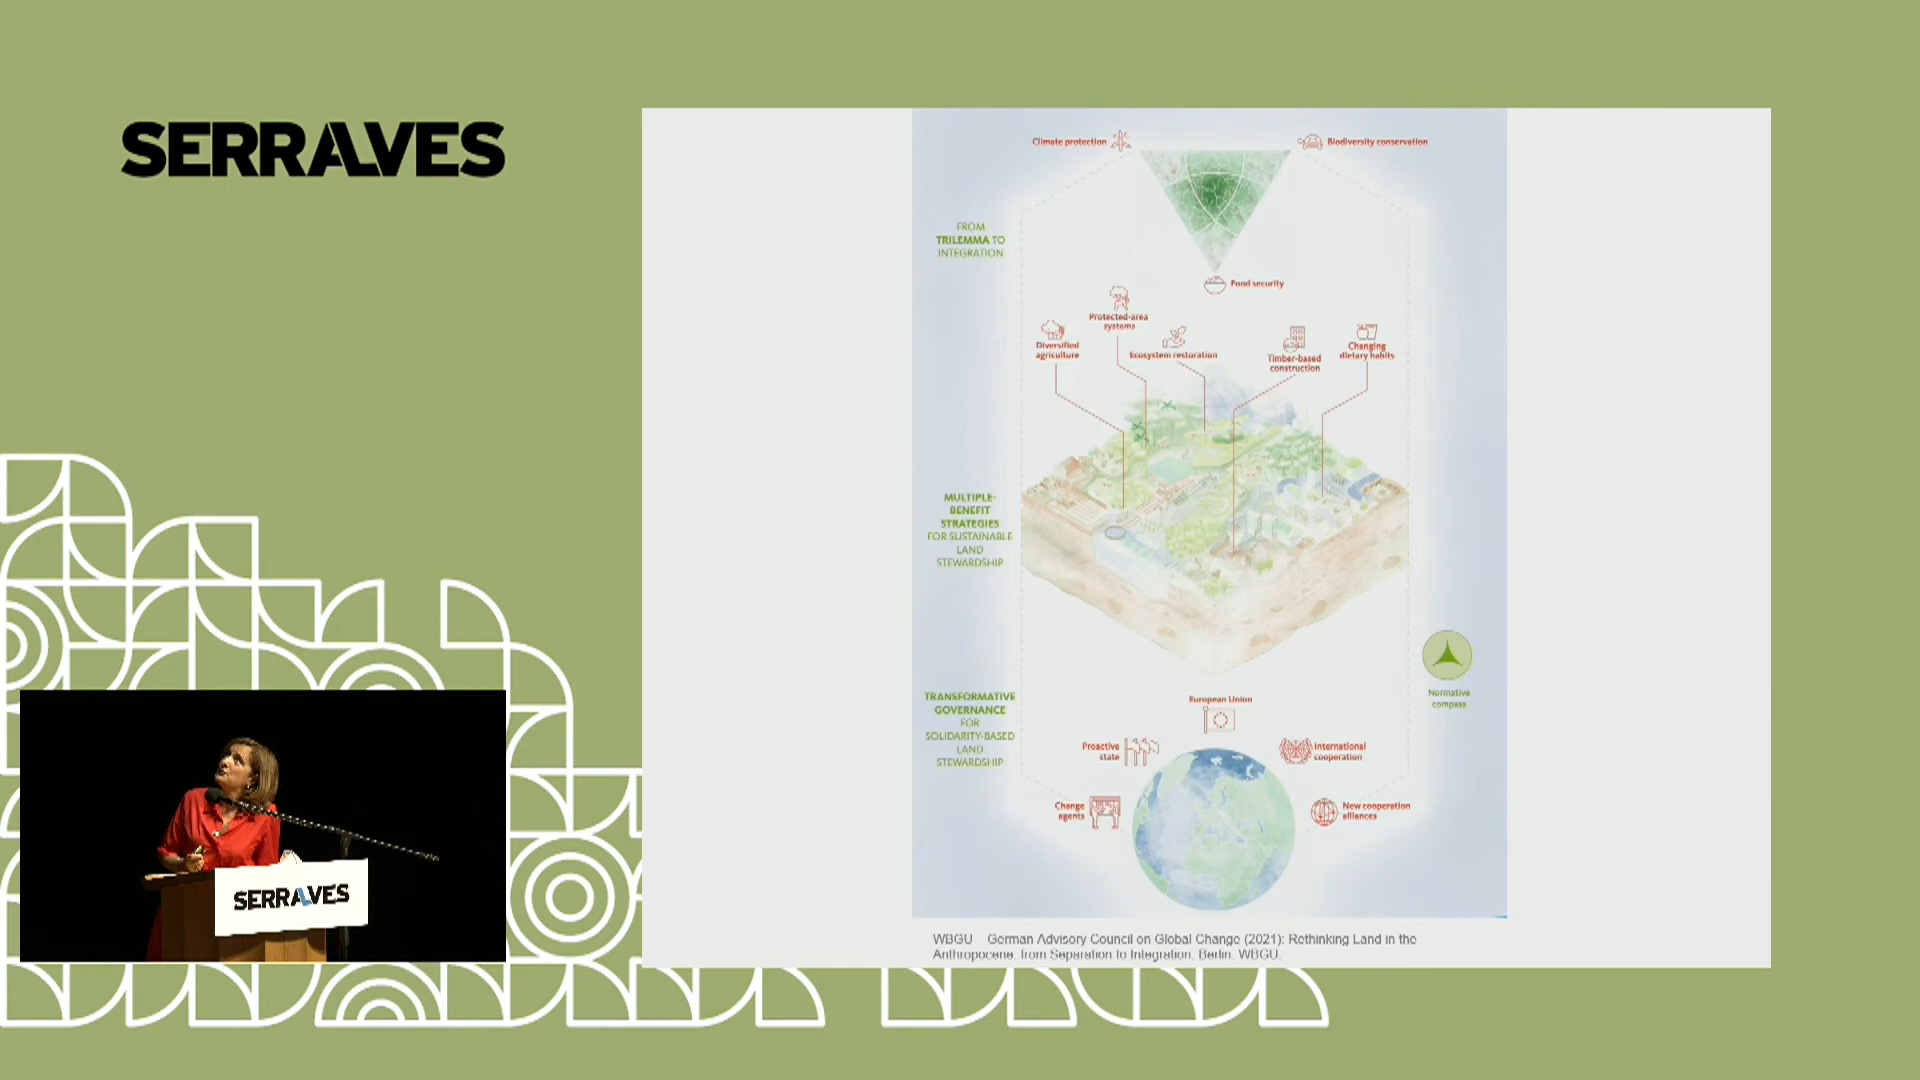 SERRALVES
Climate protection
Biodiversity conservation
FROM
TRILEMMA TO
INTEGRATION
Food security
Protected-area
systems
Diversified
agriculture
Ecosystem restoration
Timber-based
construction
Changing
dietary habits
MULTIPLE-
BENEFIT
STRATEGIES
FOR SUSTAINABLE
LAND
STEWARDSHIP
Normative
compass
TRANSFORMATIVE
GOVERNANCE
FOR
SOLIDARITY-BASED
LAND
STEWARDSHIP
European Union
Proactive
state
International
cooperation
Change
agents
New cooperation
alliances
SERRALVES
WBGU German Advisory Council on Global Change (2021): Rethinking Land in the
Anthropocene: from Separation to Integration. Berlin: WBGU.